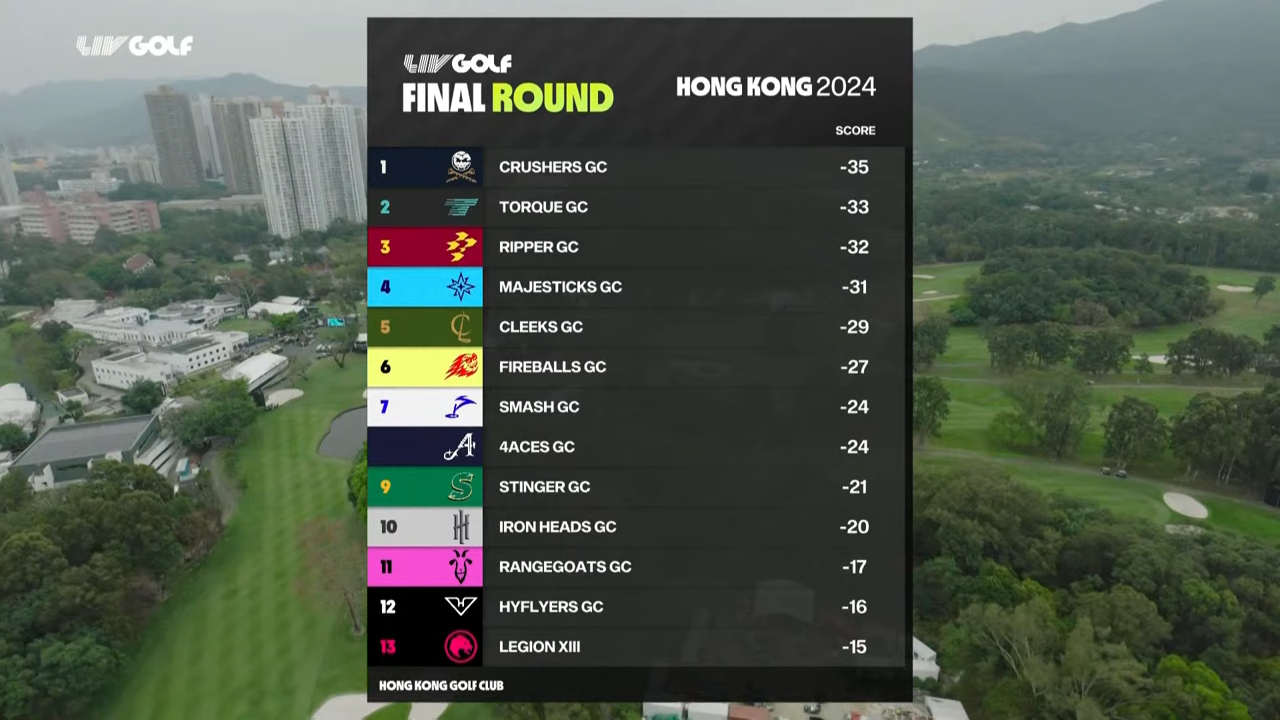 LIV GOLF
LIV GOLF
FINAL ROUND
HONG KONG 2024
SCORE
1 CRUSHERS GC -35
2 TORQUE GC -33
3 RIPPER GC -32
4 MAJESTICKS GC -31
5 CLEEKS GC -29
6 FIREBALLS GC -27
7 SMASH GC -24
4ACES GC -24
9 STINGER GC -21
10 IRON HEADS GC -20
11 RANGEGOATS GC -17
12 HYFLYERS GC -16
13 LEGION XIII -15
HONG KONG GOLF CLUB